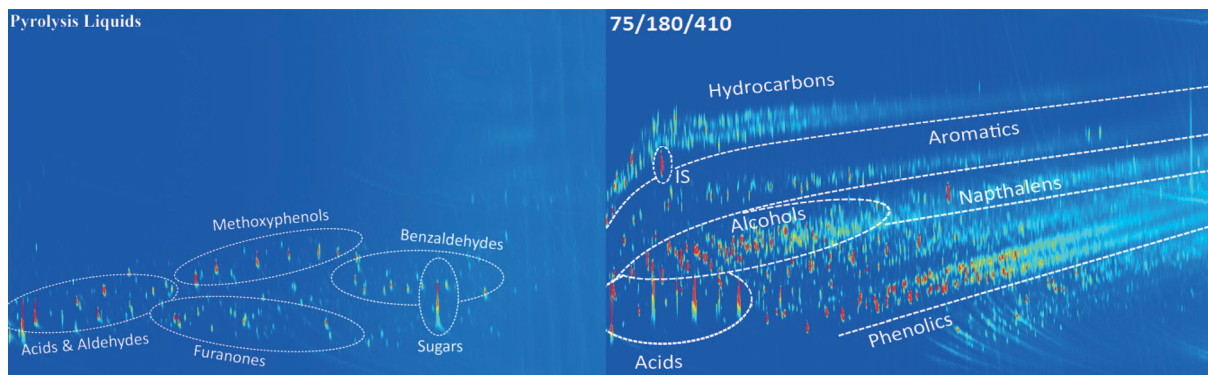 Pyrolysis Liquids
Methoxyphenols
Benzaldehydes
Acids & Aldehydes
Furanones
Sugars
75/180/410
Hydrocarbons
Aromatics
IS
Napthalens
Alcohols
Phenolics
Acids